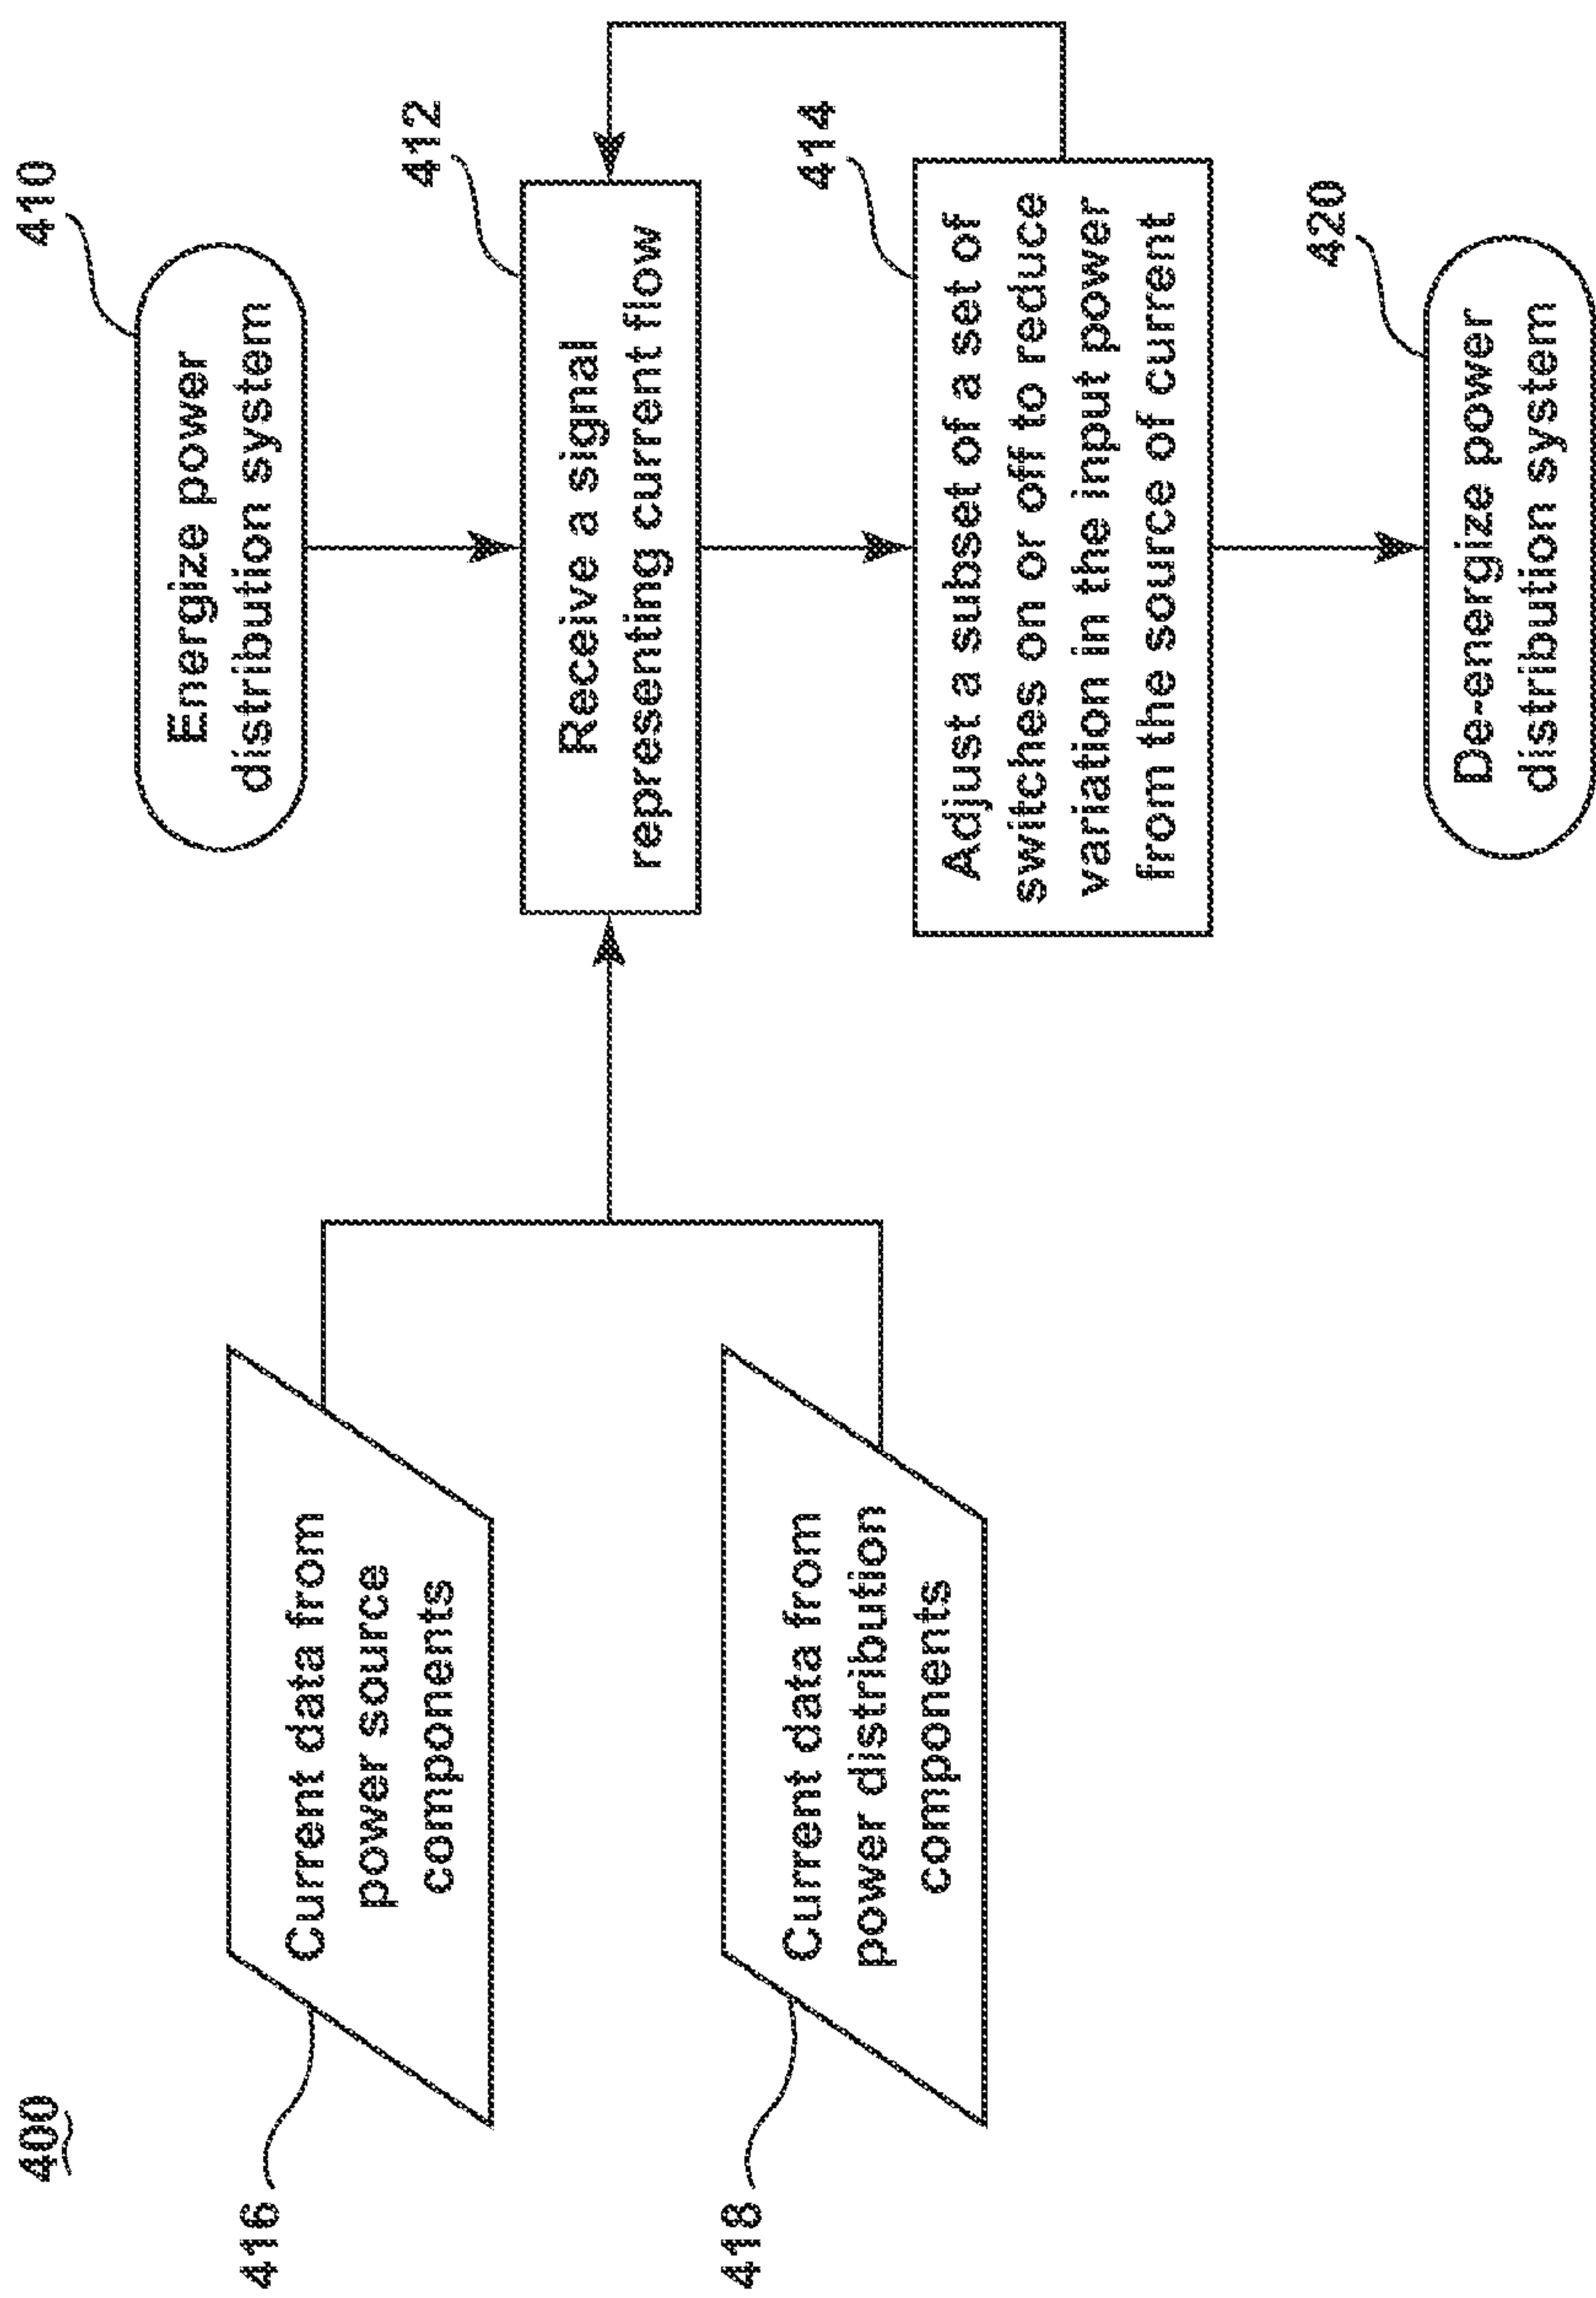 400
410
Energize power
distribution system
412
Receive a signal
representing current flow
414
Adjust a subset of a set of
switches on or off to reduce
variation in the input power
from the source of current
416
Current data from
power source
components
418
Current data from
power distribution
components
420
De-energize power
distribution system